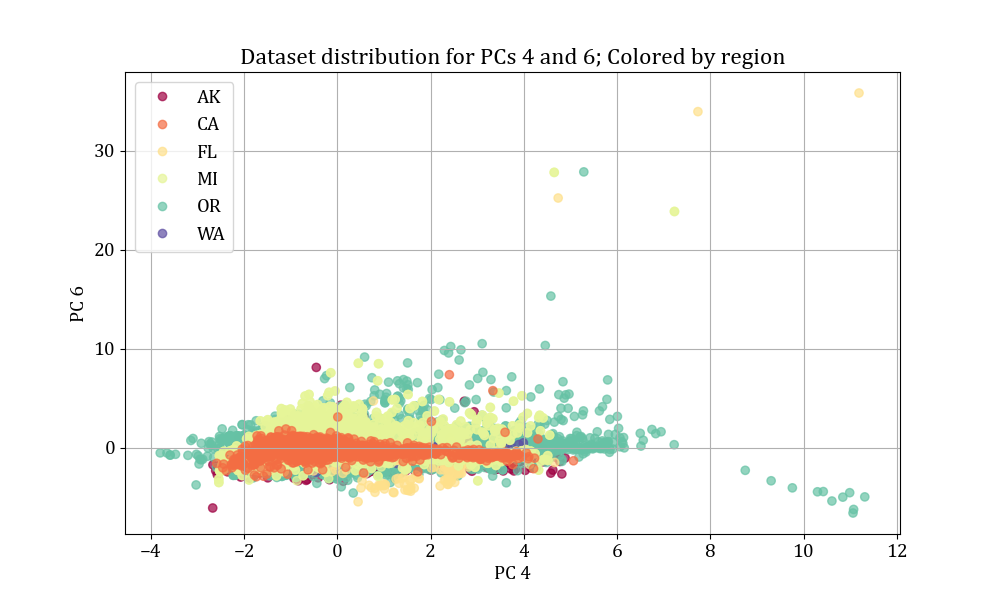 Dataset distribution for PCs 4 and 6; Colored by region
AK
CA
FL
MI
OR
WA
30
20
10
0
PC 6
−4
−2
0
2
4
6
8
10
12
PC 4